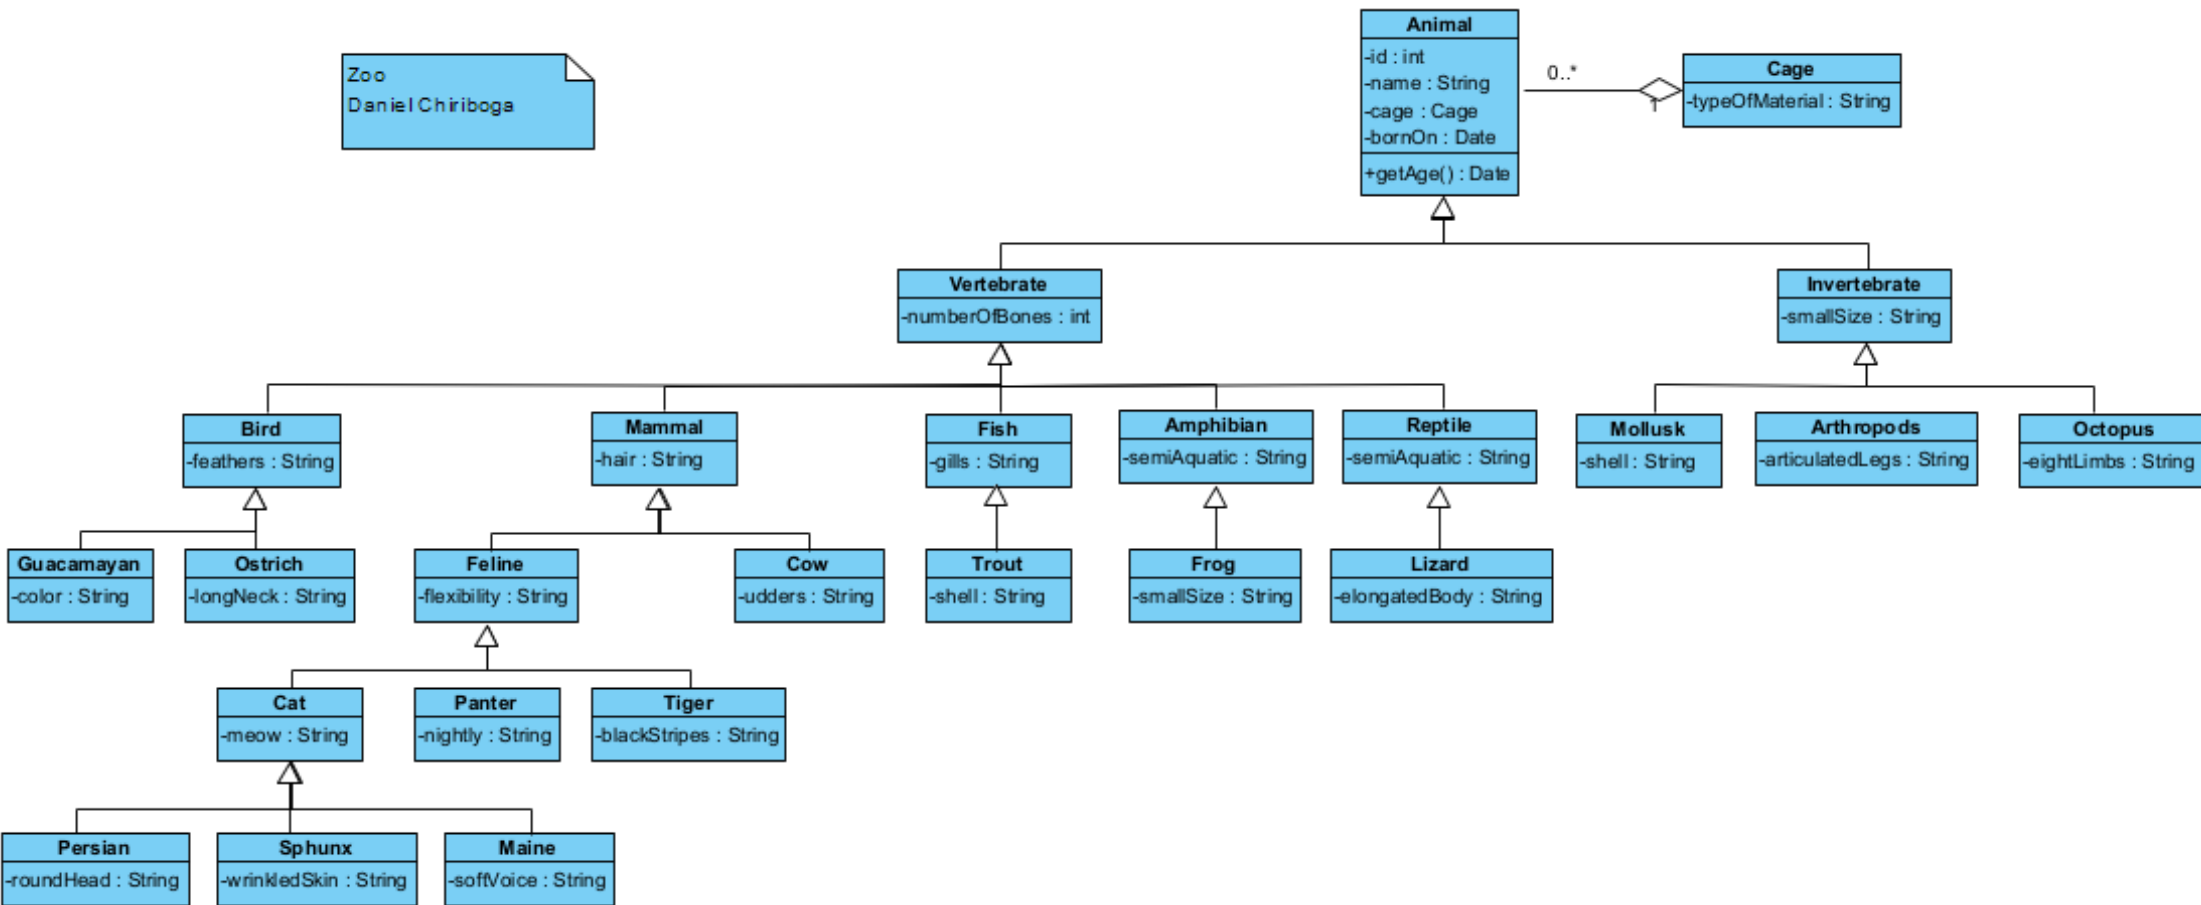 Zoo
Daniel Chiriboga
Animal
-id : int
-name : String
-cage : Cage
-bornOn : Date
+getAge() : Date
0..*
1
Cage
-typeOfMaterial : String
Vertebrate
-numberOfBones : int
Invertebrate
-smallSize : String
Bird
-feathers : String
Mammal
-hair : String
Fish
-gills : String
Amphibian
-semiAquatic : String
Reptile
-semiAquatic : String
Mollusk
-shell : String
Arthropods
-articulatedLegs : String
Octopus
-eightLimbs : String
Guacamayan
-color : String
Ostrich
-longNeck : String
Feline
-flexibility : String
Cow
-udders : String
Trout
-shell : String
Frog
-smallSize : String
Lizard
-elongatedBody : String
Cat
-meow : String
Panter
-nightly : String
Tiger
-blackStripes : String
Persian
-roundHead : String
Sphunx
-wrinkledSkin : String
Maine
-softVoice : String